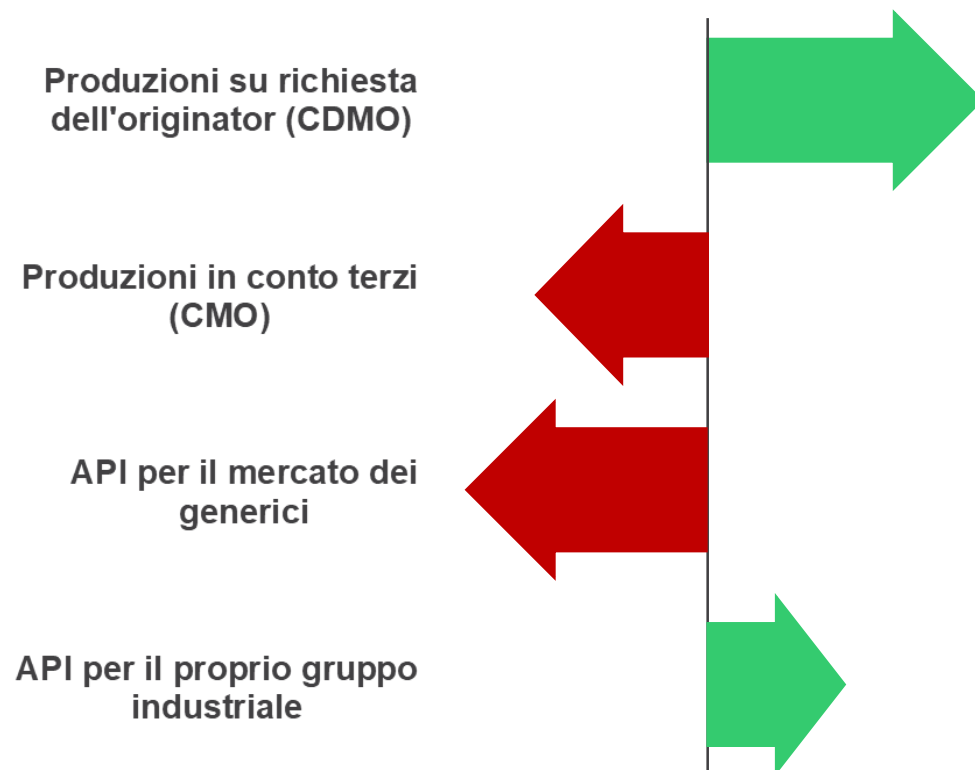 Produzioni su richiesta
dell'originator (CDMO)
Produzioni in conto terzi
(CMO)
API per il mercato dei
generici
API per il proprio gruppo
industriale